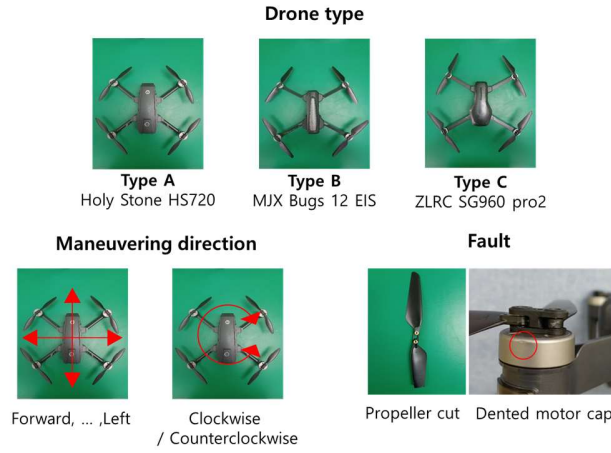 Drone type
Type A
Holy Stone HS720
Type B
MJX Bugs 12 EIS
Type C
ZLRC SG960 pro2
Maneuvering direction
Forward, ... ,Left
Clockwise
/ Counterclockwise
Fault
Propeller cut
Dented motor cap